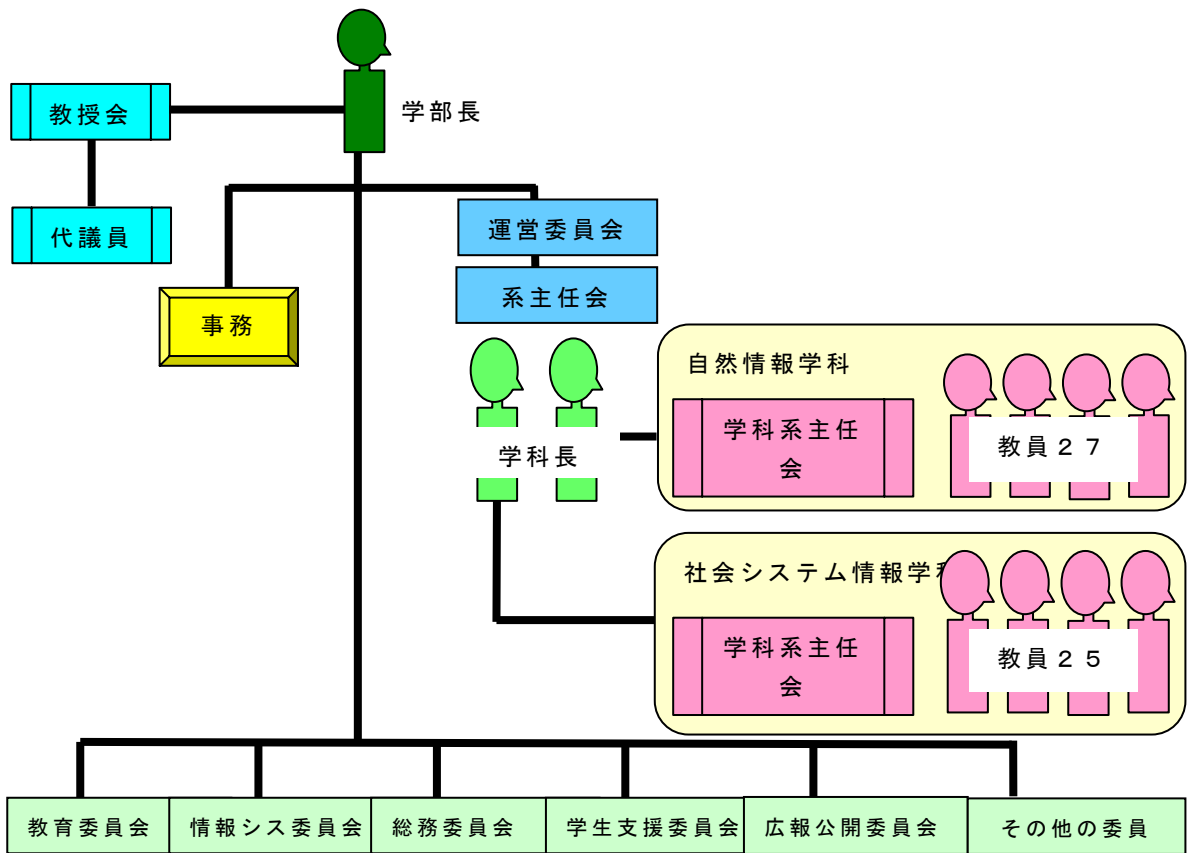 学部長
教授会
代議員
運営委員会
系主任会
事務
自然情報学科
学科系主任
会
教員２７
学科長
社会システム情報学科
学科系主任
会
教員２５
教育委員会
情報シス委員会
総務委員会
学生支援委員会
広報公開委員会
その他の委員